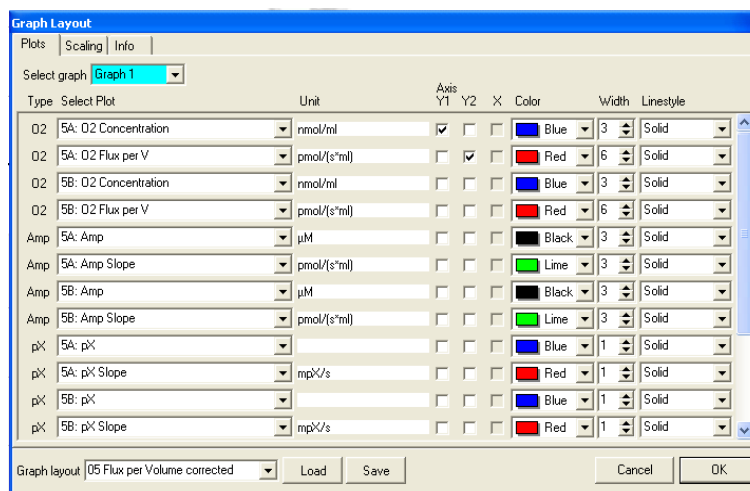 Graph Layout
Plots Scaling Info
Select graph Graph 1
Axis
Type Select Plot Unit Y1 Y2 X Color Width Linestyle
O2 5A: O2 Concentration nmol/ml Blue 3 Solid
O2 5A: O2 Flux per V pmol/(s*ml) Red 6 Solid
O2 5B: O2 Concentration nmol/ml Blue 3 Solid
O2 5B: O2 Flux per V pmol/(s*ml) Red 6 Solid
Amp 5A: Amp µM Black 3 Solid
Amp 5A: Amp Slope pmol/(s*ml) Lime 3 Solid
Amp 5B: Amp µM Black 3 Solid
Amp 5B: Amp Slope pmol/(s*ml) Lime 3 Solid
pX 5A: pX Blue 1 Solid
pX 5A: pX Slope mpX/s Red 1 Solid
pX 5B: pX Blue 1 Solid
pX 5B: pX Slope mpX/s Red 1 Solid
Graph layout 05 Flux per Volume corrected Load Save Cancel OK